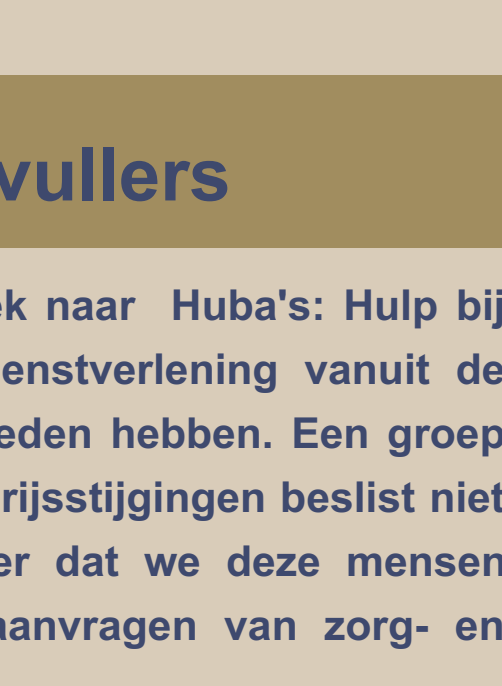 vullers
ek naar Huba's: Hulp bij
enstverlening vanuit de
eden hebben. Een groep
rijsstijgingen beslist niet
er dat we deze mensen
aanvragen van zorg- en